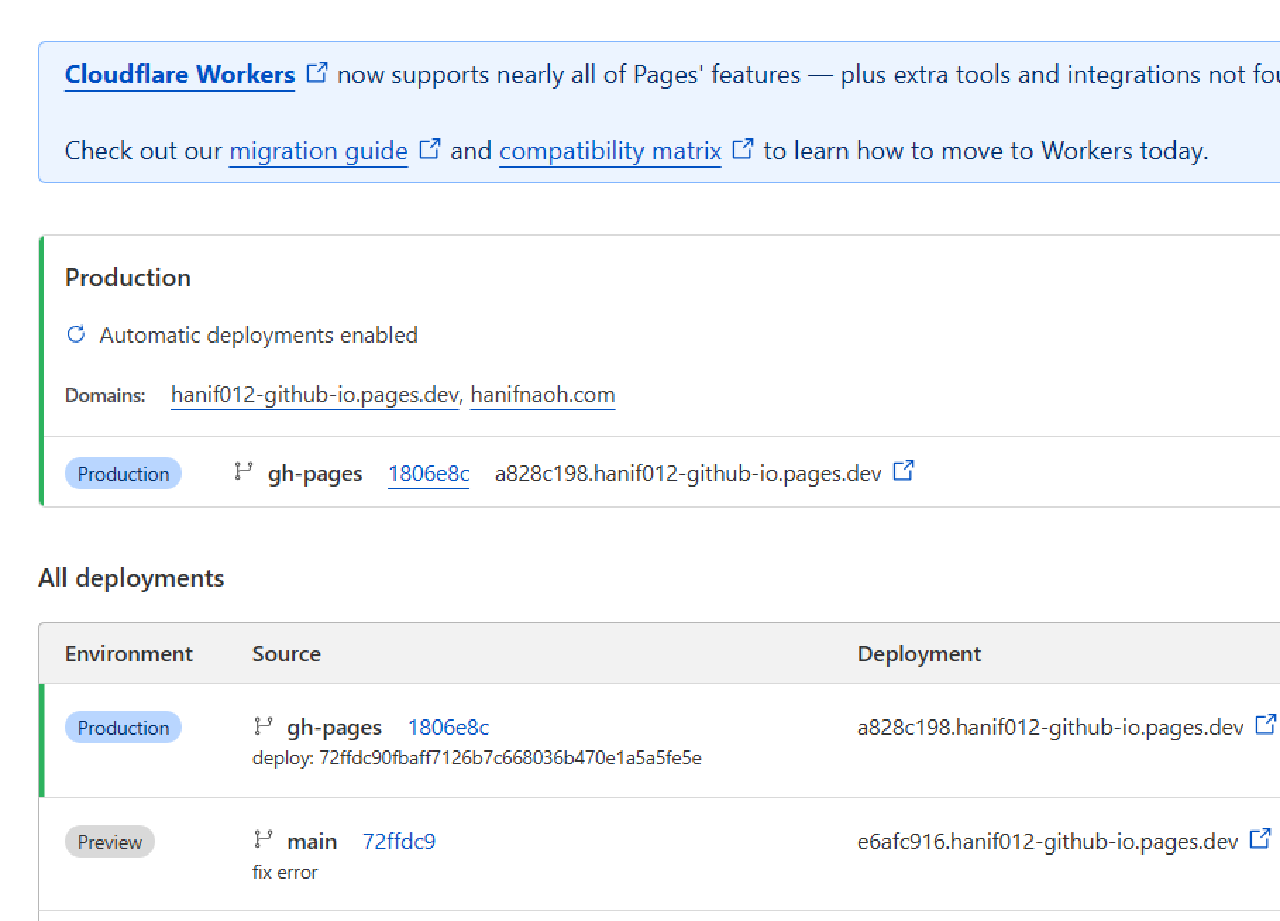 Cloudflare Workers now supports nearly all of Pages' features — plus extra tools and integrations not fou
Check out our migration guide and compatibility matrix to learn how to move to Workers today.
Production
Automatic deployments enabled
Domains: hanif012-github-io.pages.dev, hanifnaoh.com
Production gh-pages 1806e8c a828c198.hanif012-github-io.pages.dev
All deployments
Environment Source Deployment
Production gh-pages 1806e8c a828c198.hanif012-github-io.pages.dev
deploy: 72ffdc90fbaff7126b7c668036b470e1a5a5fe5e
Preview main 72ffdc9 e6afc916.hanif012-github-io.pages.dev
fix error